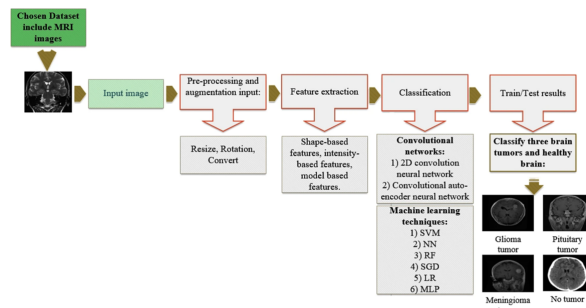 Chosen Dataset
include MRI
images
Input image
Pre-processing and
augmentation input:
Feature extraction
Classification
Train/Test results
Resize, Rotation,
Convert
Shape-based
features, intensity-
based features,
model based
features.
Convolutional
networks:
1) 2D convolution
neural network
2) Convolutional auto-
encoder neural network
Machine learning
techniques:
1) SVM
2) NN
3) RF
4) SGD
5) LR
6) MLP
Classify three brain
tumors and healthy
brain:
Glioma
tumor
Pituitary
tumor
Meningioma
No tumor